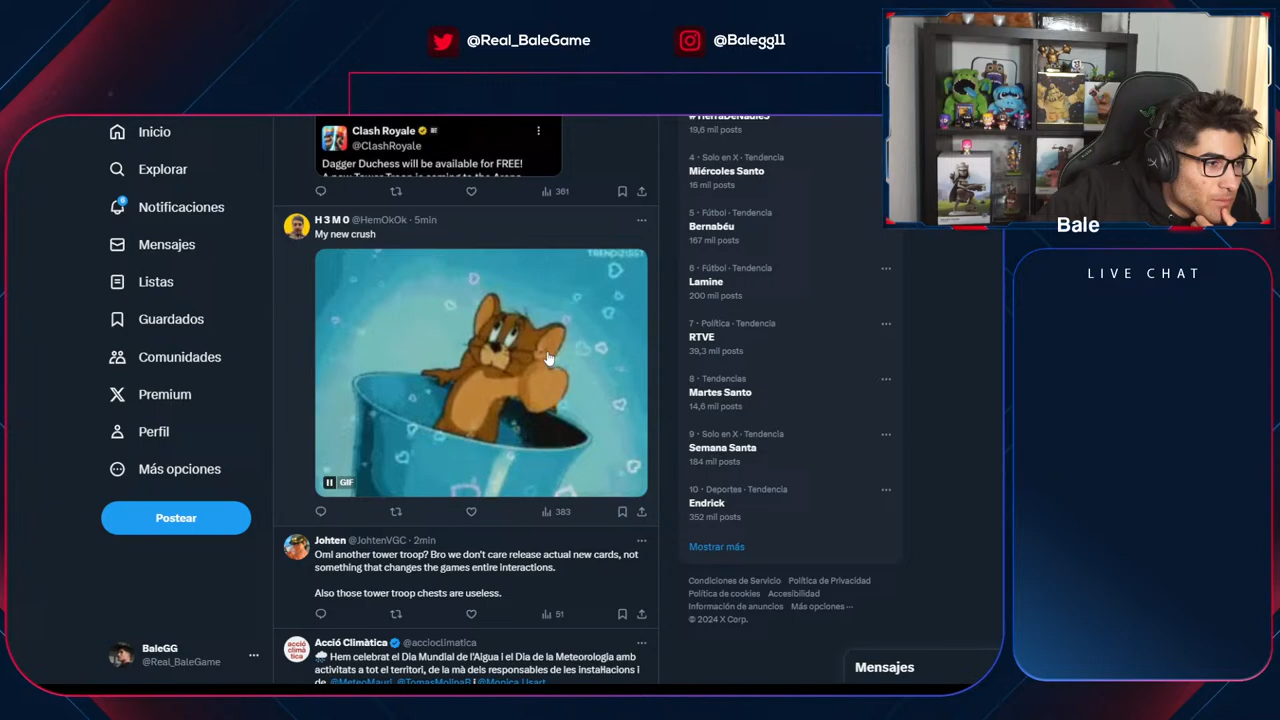 @Real_BaleGame
@Balegg11
Bale
LIVE CHAT
Inicio
Explorar
6
Notificaciones
Mensajes
Listas
Guardados
Comunidades
Premium
Perfil
Más opciones
Postear
BaleGG
@Real_BaleGame
Clash Royale
@ClashRoyale
Dagger Duchess will be available for FREE!
361
H 3 M O @HemOkOk · 5min
My new crush
GIF
383
Johten @JohtenVGC · 2min
Oml another tower troop? Bro we don't care release actual new cards, not
something that changes the games entire interactions.
Also those tower troop chests are useless.
51
acció climàtica
Acció Climàtica @accioclimatica
Hem celebrat el Dia Mundial de l'Aigua i el Dia de la Meteorologia amb
activitats a tot el territori, de la mà dels responsables de les instal·lacions i
de @MeteoMauri, @TomasMolinaB i @Monica_Usart
19,6 mil posts
4 · Solo en X · Tendencia
Miércoles Santo
16 mil posts
5 · Fútbol · Tendencia
Bernabéu
167 mil posts
6 · Fútbol · Tendencia
Lamine
200 mil posts
7 · Política · Tendencia
RTVE
39,3 mil posts
8 · Tendencias
Martes Santo
14,6 mil posts
9 · Solo en X · Tendencia
Semana Santa
184 mil posts
10 · Deportes · Tendencia
Endrick
352 mil posts
Mostrar más
Condiciones de Servicio Política de Privacidad
Política de cookies Accesibilidad
Información de anuncios Más opciones ···
© 2024 X Corp.
Mensajes